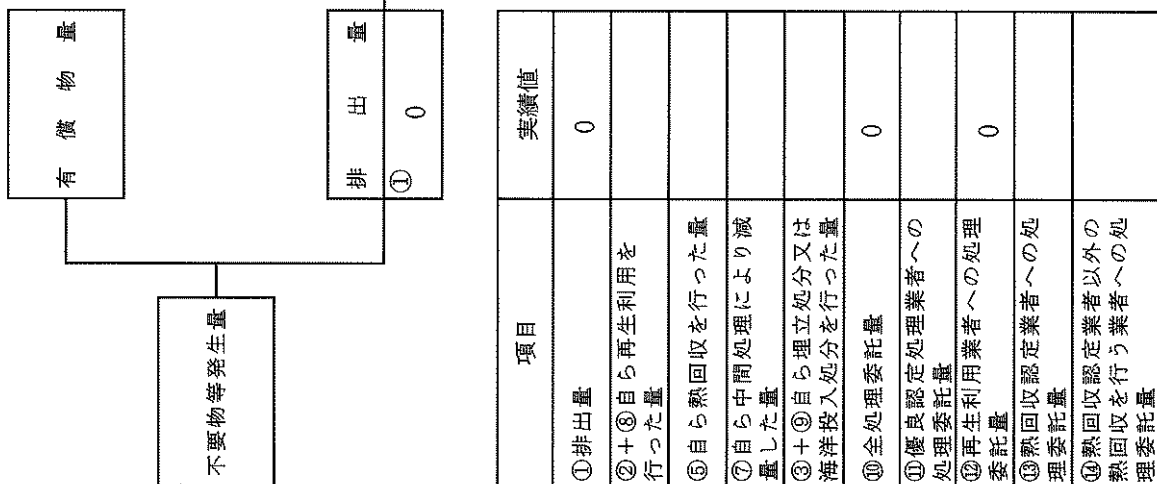 有償物量
不要物等発生量
排出量
①
0
項目
実績値
①排出量
0
②+⑧自ら再生利用を
行った量
⑤自ら熱回収を行った量
⑦自ら中間処理により減
量した量
③+⑨自ら埋立処分又は
海洋投入処分を行った量
⑩全処理委託量
0
⑪優良認定処理業者への
処理委託量
⑫再生利用業者への処理
委託量
0
⑬熱回収認定業者への処
理委託量
⑭熱回収認定業者以外の
熱回収を行う業者への処
理委託量